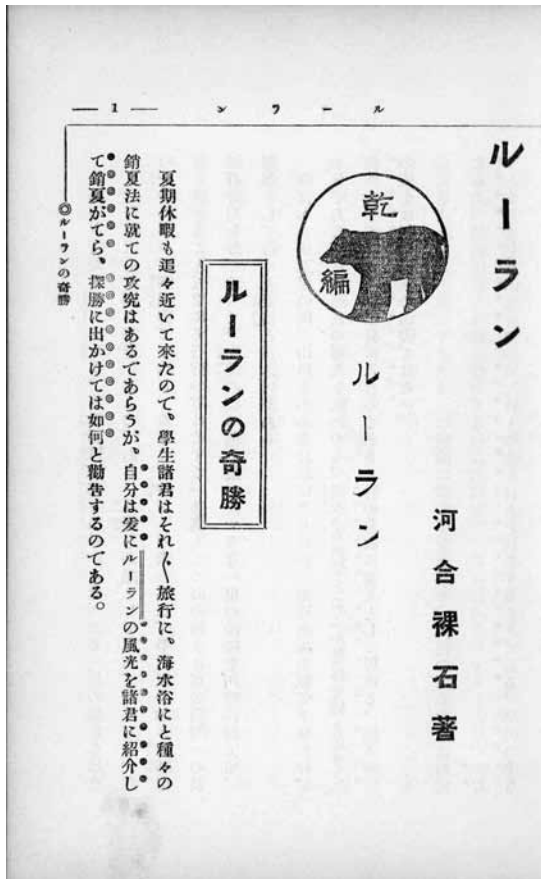 ルーラン
— 1 —
ルーラン
河合裸石著
乾編
ルーラン
ルーランの奇勝
夏期休暇も追々近いて来たので、學生諸君はそれ〲旅行に、海水浴にと種々の
銷夏法に就ての攻究はあるであらうが、自分は爰にルーランの風光を諸君に紹介し
て銷夏がてら、探勝に出かけては如何と勸告するのである。
◎ルーランの奇勝